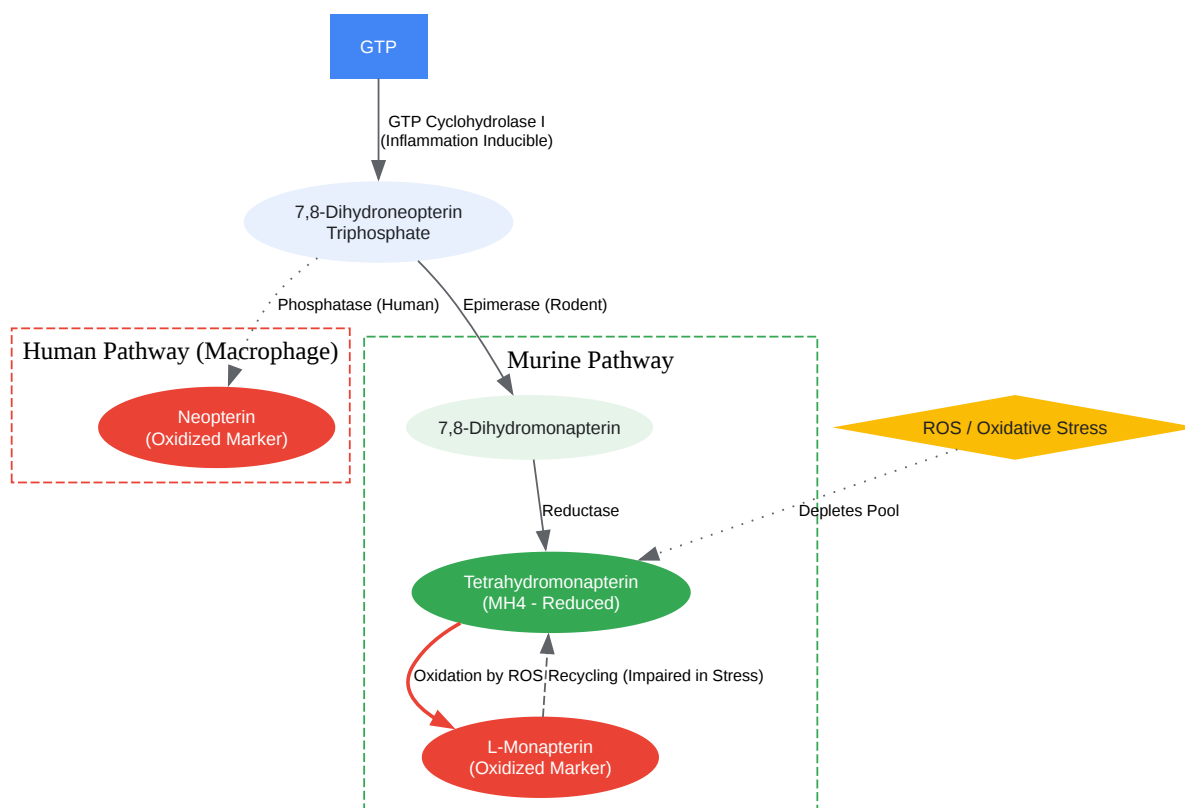 GTP
GTP Cyclohydrolase I
(Inflammation Inducible)
7,8-Dihydroneopterin
Triphosphate
Phosphatase (Human)
Epimerase (Rodent)
Human Pathway (Macrophage)
Murine Pathway
Neopterin
(Oxidized Marker)
7,8-Dihydromonapterin
ROS / Oxidative Stress
Reductase
Depletes Pool
Tetrahydromonapterin
(MH4 - Reduced)
Oxidation by ROS
Recycling (Impaired in Stress)
L-Monapterin
(Oxidized Marker)